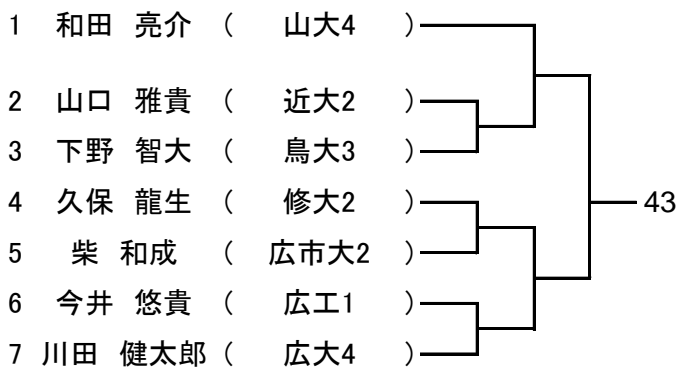 1 和田 亮介 ( 山大4 )
2 山口 雅貴 ( 近大2 )
3 下野 智大 ( 鳥大3 )
4 久保 龍生 ( 修大2 )
43
5 柴 和成 ( 広市大2 )
6 今井 悠貴 ( 広工1 )
7 川田 健太郎 ( 広大4 )